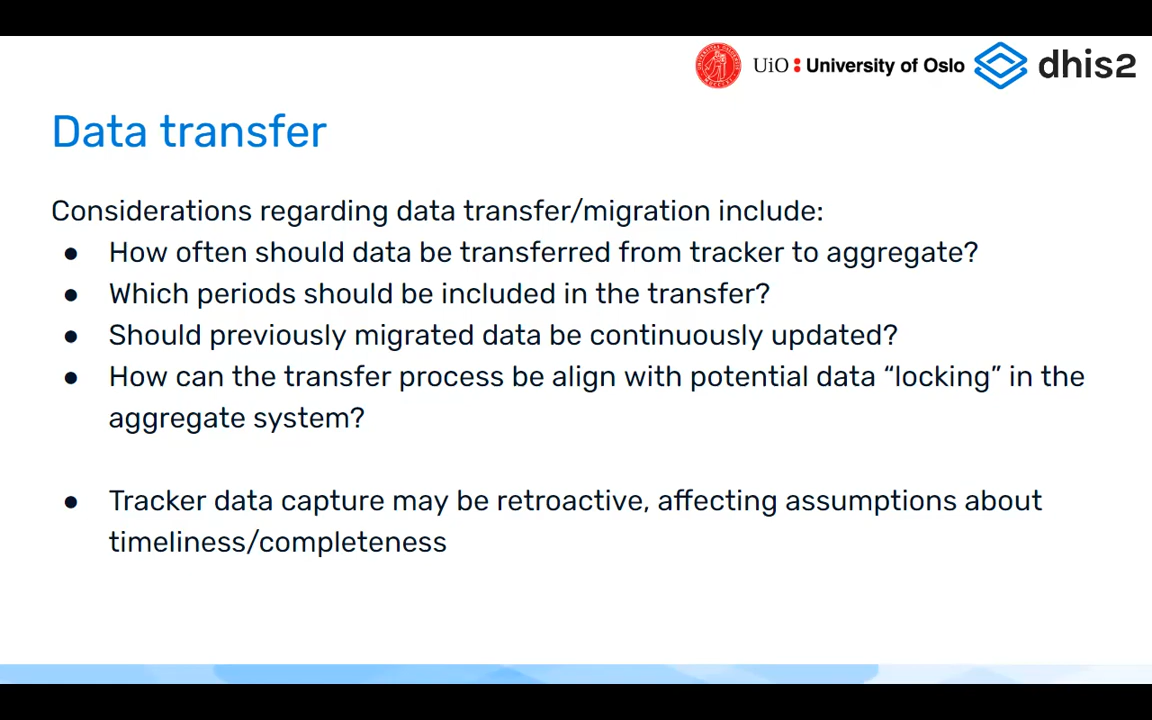 UiO : University of Oslo dhis2
Data transfer
Considerations regarding data transfer/migration include:
● How often should data be transferred from tracker to aggregate?
● Which periods should be included in the transfer?
● Should previously migrated data be continuously updated?
● How can the transfer process be align with potential data “locking” in the
aggregate system?
● Tracker data capture may be retroactive, affecting assumptions about
timeliness/completeness